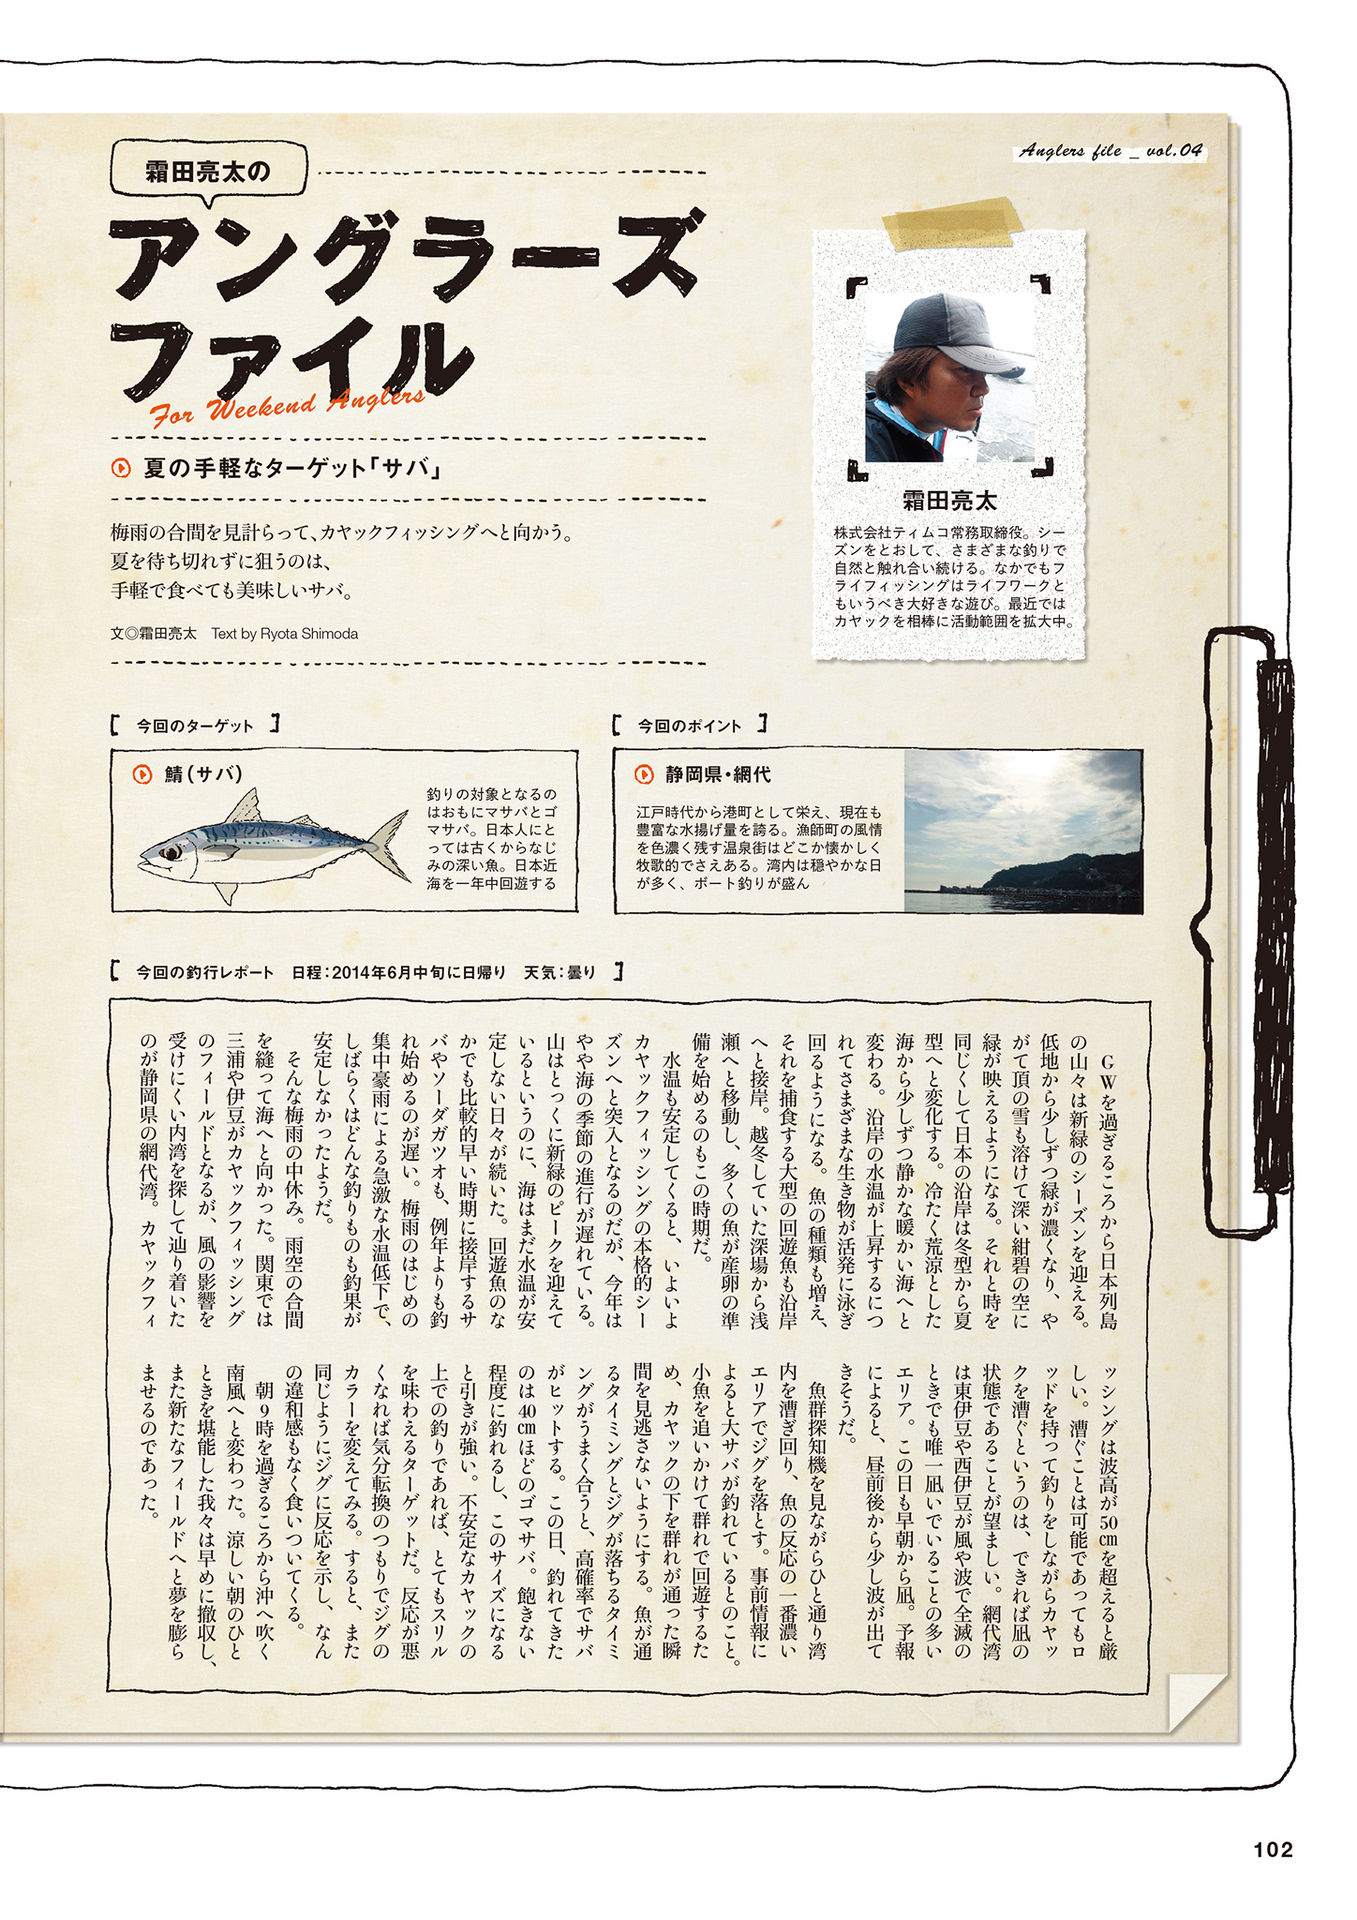 Anglers file _ vol.04
霜田亮太の
アングラーズ
ファイル
For Weekend Anglers
夏の手軽なターゲット「サバ」
梅雨の合間を見計らって、カヤックフィッシングへと向かう。
夏を待ち切れずに狙うのは、
手軽で食べても美味しいサバ。
文◎霜田亮太 Text by Ryota Shimoda
霜田亮太
株式会社ティムコ常務取締役。シー
ズンをとおして、さまざまな釣りで
自然と触れ合い続ける。なかでもフ
ライフィッシングはライフワークと
もいうべき大好きな遊び。最近では
カヤックを相棒に活動範囲を拡大中。
[ 今回のターゲット ]
鯖（サバ）
釣りの対象となるの
はおもにマサバとゴ
マサバ。日本人にと
っては古くからなじ
みの深い魚。日本近
海を一年中回遊する
[ 今回のポイント ]
静岡県・網代
江戸時代から港町として栄え、現在も
豊富な水揚げ量を誇る。漁師町の風情
を色濃く残す温泉街はどこか懐かしく
牧歌的でさえある。湾内は穏やかな日
が多く、ボート釣りが盛ん
[ 今回の釣行レポート 日程：2014年6月中旬に日帰り 天気：曇り ]
GWを過ぎるころから日本列島
の山々は新緑のシーズンを迎える。
低地から少しずつ緑が濃くなり、や
がて頂の雪も溶けて深い紺碧の空に
緑が映えるようになる。それと時を
同じくして日本の沿岸は冬型から夏
型へと変化する。冷たく荒涼とした
海から少しずつ静かな暖かい海へと
変わる。沿岸の水温が上昇するにつ
れてさまざまな生き物が活発に泳ぎ
回るようになる。魚の種類も増え、
それを捕食する大型の回遊魚も沿岸
へと接岸。越冬していた深場から浅
瀬へと移動し、多くの魚が産卵の準
備を始めるのもこの時期だ。
水温も安定してくると、いよいよ
カヤックフィッシングの本格的シー
ズンへと突入となるのだが、今年は
やや海の季節の進行が遅れている。
山はとっくに新緑のピークを迎えて
いるというのに、海はまだ水温が安
定しない日々が続いた。回遊魚のな
かでも比較的早い時期に接岸するサ
バやソーダガツオも、例年よりも釣
れ始めるのが遅い。梅雨のはじめの
集中豪雨による急激な水温低下で、
しばらくはどんな釣りものも釣果が
安定しなかったようだ。
そんな梅雨の中休み。雨空の合間
を縫って海へと向かった。関東では
三浦や伊豆がカヤックフィッシング
のフィールドとなるが、風の影響を
受けにくい内湾を探して辿り着いた
のが静岡県の網代湾。カヤックフィ
ッシングは波高が50㎝を超えると厳
しい。漕ぐことは可能であってもロ
ッドを持って釣りをしながらカヤッ
クを漕ぐというのは、できれば凪の
状態であることが望ましい。網代湾
は東伊豆や西伊豆が風や波で全滅の
ときでも唯一凪いでいることの多い
エリア。この日も早朝から凪。予報
によると、昼前後から少し波が出て
きそうだ。
魚群探知機を見ながらひと通り湾
内を漕ぎ回り、魚の反応の一番濃い
エリアでジグを落とす。事前情報に
よると大サバが釣れているとのこと。
小魚を追いかけて群れで回遊するた
め、カヤックの下を群れが通った瞬
間を見逃さないようにする。魚が通
るタイミングとジグが落ちるタイミ
ングがうまく合うと、高確率でサバ
がヒットする。この日、釣れてきた
のは40㎝ほどのゴマサバ。飽きない
程度に釣れるし、このサイズになる
と引きが強い。不安定なカヤックの
上での釣りであれば、とてもスリル
を味わえるターゲットだ。反応が悪
くなれば気分転換のつもりでジグの
カラーを変えてみる。すると、また
同じようにジグに反応を示し、なん
の違和感もなく食いついてくる。
朝9時を過ぎるころから沖へ吹く
南風へと変わった。涼しい朝のひと
ときを堪能した我々は早めに撤収し、
また新たなフィールドへと夢を膨ら
ませるのであった。
102